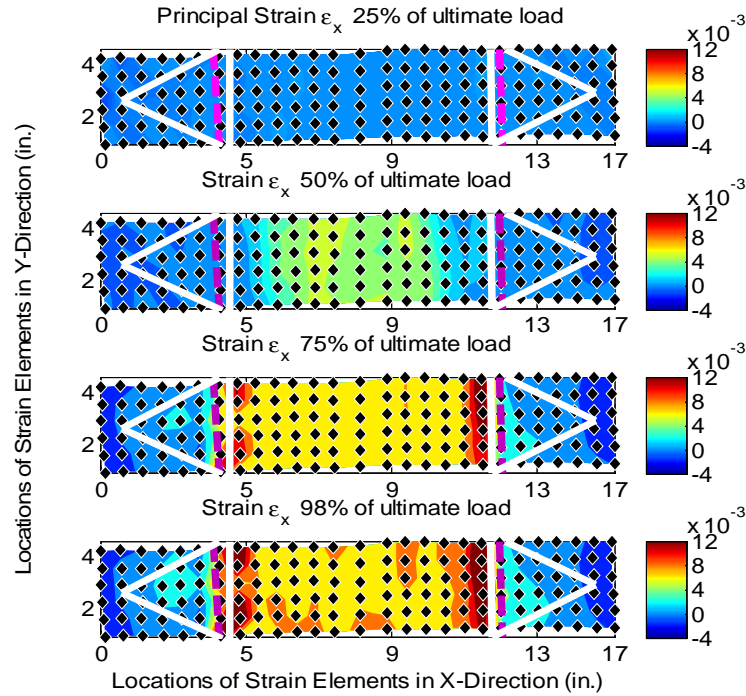 Principal Strain εx 25% of ultimate load
x 10^-3
4
2
0 5 9 13 17
12
8
4
0
-4
Strain εx 50% of ultimate load
x 10^-3
4
2
0 5 9 13 17
12
8
4
0
-4
Strain εx 75% of ultimate load
x 10^-3
4
2
0 5 9 13 17
12
8
4
0
-4
Strain εx 98% of ultimate load
x 10^-3
4
2
0 5 9 13 17
12
8
4
0
-4
Locations of Strain Elements in X-Direction (in.)
Locations of Strain Elements in Y-Direction (in.)